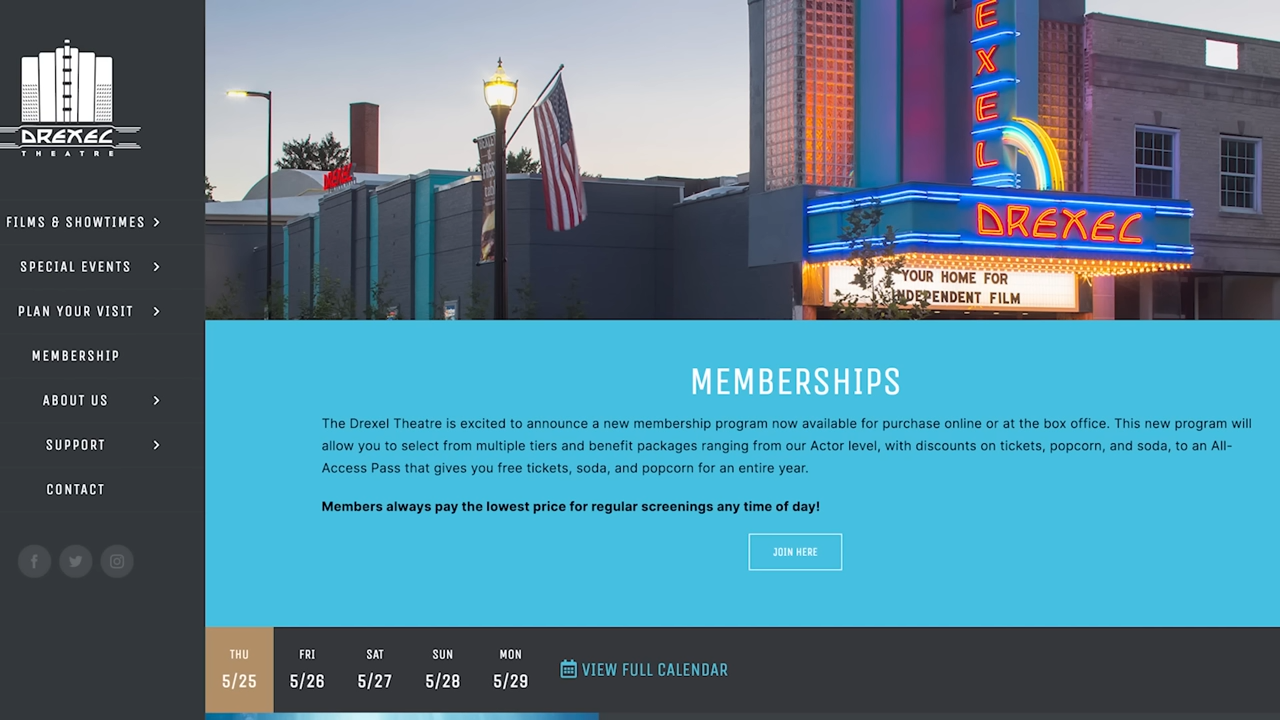 DREXEL
THEATRE
FILMS & SHOWTIMES
SPECIAL EVENTS
PLAN YOUR VISIT
MEMBERSHIP
ABOUT US
SUPPORT
CONTACT
EXEL
DREXEL
DREXEL
YOUR HOME FOR
INDEPENDENT FILM
MEMBERSHIPS
The Drexel Theatre is excited to announce a new membership program now available for purchase online or at the box office. This new program will
allow you to select from multiple tiers and benefit packages ranging from our Actor level, with discounts on tickets, popcorn, and soda, to an All-
Access Pass that gives you free tickets, soda, and popcorn for an entire year.
Members always pay the lowest price for regular screenings any time of day!
JOIN HERE
THU FRI SAT SUN MON
5/25 5/26 5/27 5/28 5/29
VIEW FULL CALENDAR